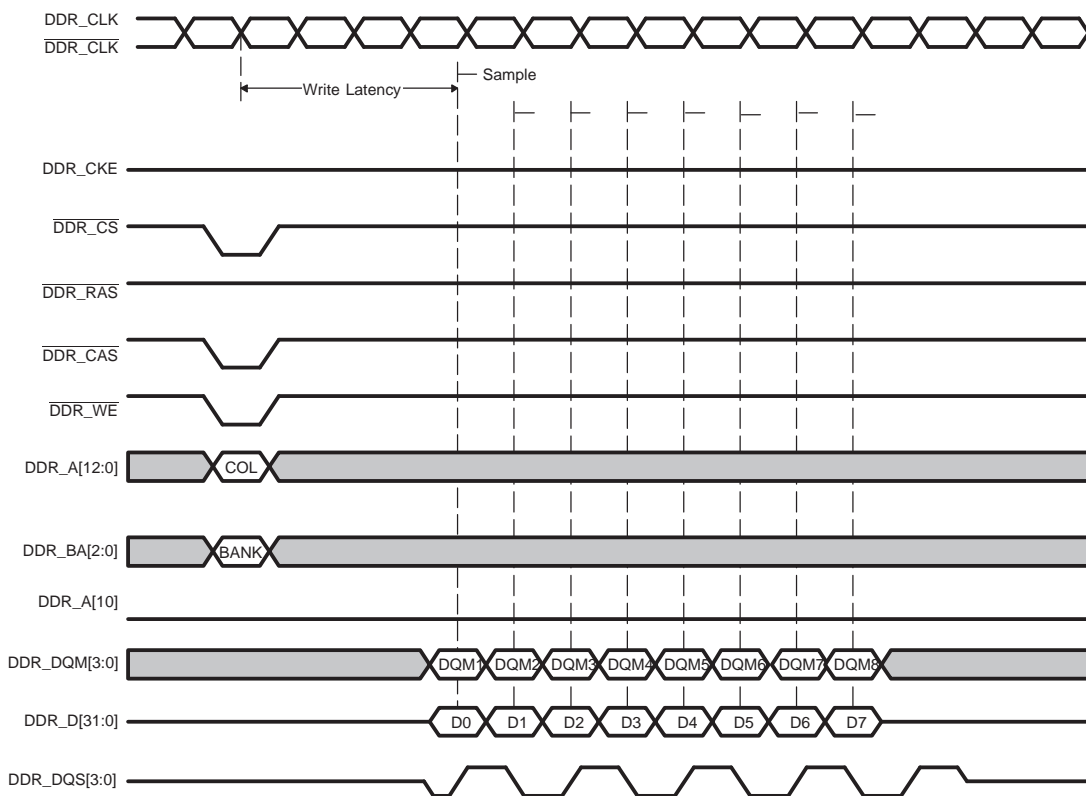 DDR_CLK
DDR_CLK
Sample
Write Latency
DDR_CKE
DDR_CS
DDR_RAS
DDR_CAS
DDR_WE
DDR_A[12:0] COL
DDR_BA[2:0] BANK
DDR_A[10]
DDR_DQM[3:0] DQM1 DQM2 DQM3 DQM4 DQM5 DQM6 DQM7 DQM8
DDR_D[31:0] D0 D1 D2 D3 D4 D5 D6 D7
DDR_DQS[3:0]